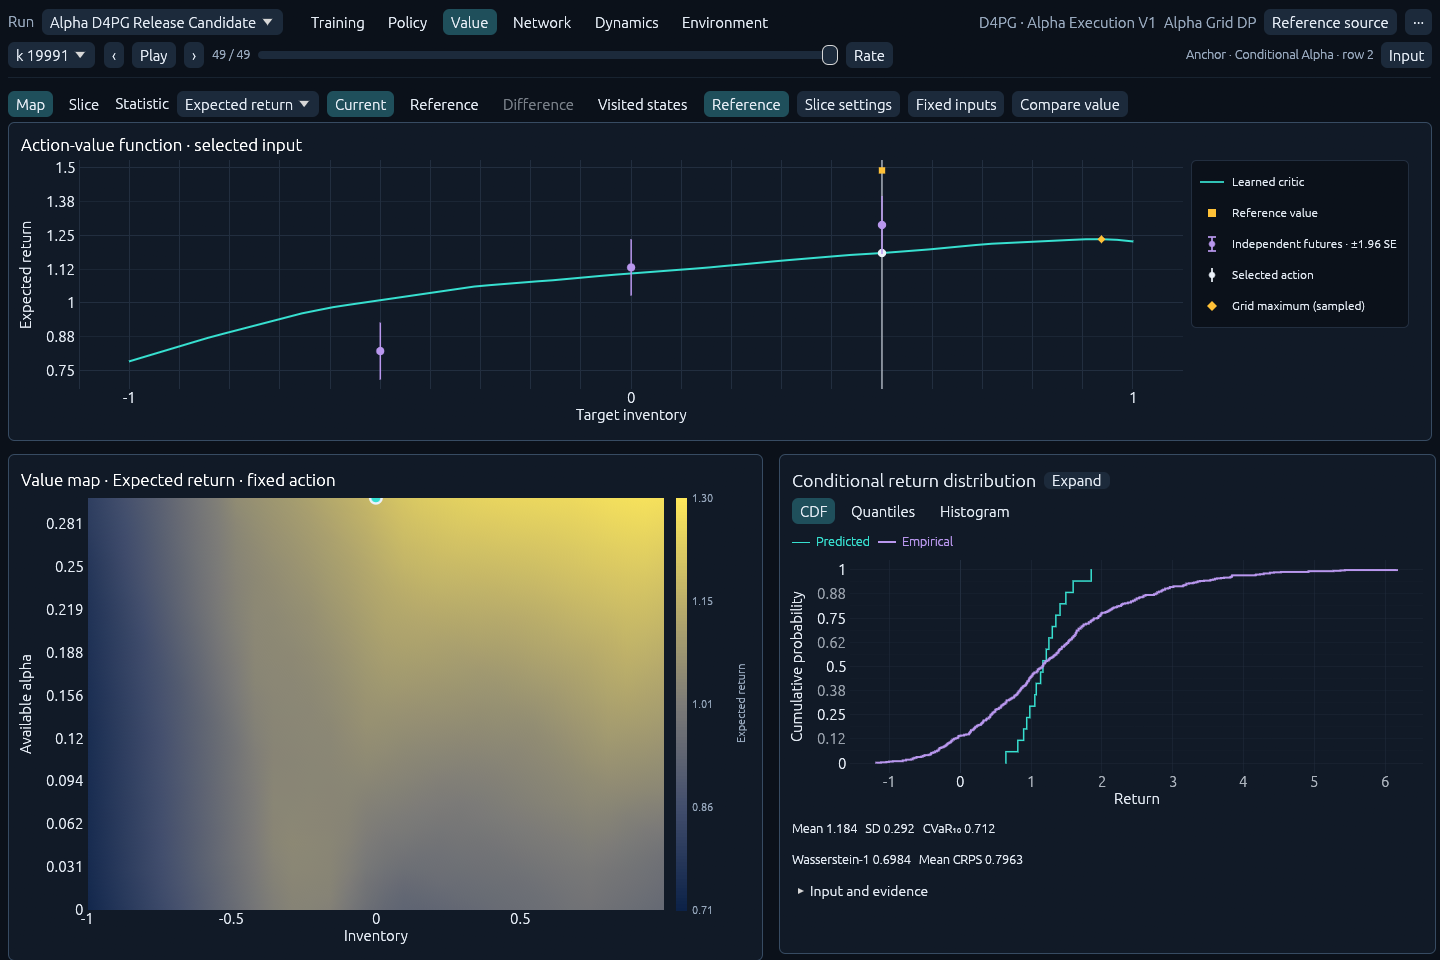 Run Alpha D4PG Release Candidate Training Policy Value Network Dynamics Environment D4PG · Alpha Execution V1 Alpha Grid DP Reference source ...
k 19991 ‹ Play › 49 / 49 Rate Anchor · Conditional Alpha · row 2 Input
Map Slice Statistic Expected return Current Reference Difference Visited states Reference Slice settings Fixed inputs Compare value
Action-value function · selected input
1.5
1.38
1.25
1.12
1
0.88
0.75
Expected return
-1 0 1
Target inventory
Learned critic
Reference value
Independent futures · ±1.96 SE
Selected action
Grid maximum (sampled)
Value map · Expected return · fixed action
0.281
0.25
0.219
0.188
0.156
0.12
0.094
0.062
0.031
0
Available alpha
-1 -0.5 0 0.5
Inventory
1.30
1.15
1.01
0.86
0.71
Expected return
Conditional return distribution Expand
CDF Quantiles Histogram
Predicted Empirical
1
0.88
0.75
0.62
0.5
0.38
0.25
0.12
0
Cumulative probability
-1 0 1 2 3 4 5 6
Return
Mean 1.184 SD 0.292 CVaR₁₀ 0.712
Wasserstein-1 0.6984 Mean CRPS 0.7963
▸ Input and evidence